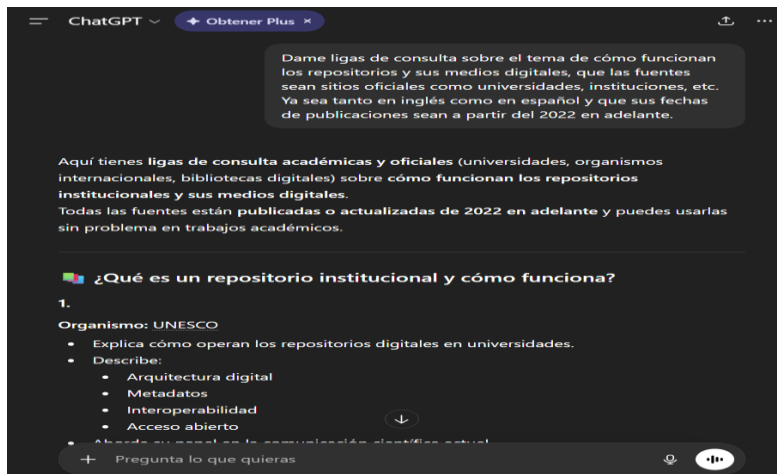 ChatGPT
Obtener Plus ×
Dame ligas de consulta sobre el tema de cómo funcionan
los repositorios y sus medios digitales, que las fuentes
sean sitios oficiales como universidades, instituciones, etc.
Ya sea tanto en inglés como en español y que sus fechas
de publicaciones sean a partir del 2022 en adelante.
Aquí tienes ligas de consulta académicas y oficiales (universidades, organismos
internacionales, bibliotecas digitales) sobre cómo funcionan los repositorios
institucionales y sus medios digitales.
Todas las fuentes están publicadas o actualizadas de 2022 en adelante y puedes usarlas
sin problema en trabajos académicos.
¿Qué es un repositorio institucional y cómo funciona?
1.
Organismo: UNESCO
• Explica cómo operan los repositorios digitales en universidades.
• Describe:
• Arquitectura digital
• Metadatos
• Interoperabilidad
• Acceso abierto
+ Pregunta lo que quieras